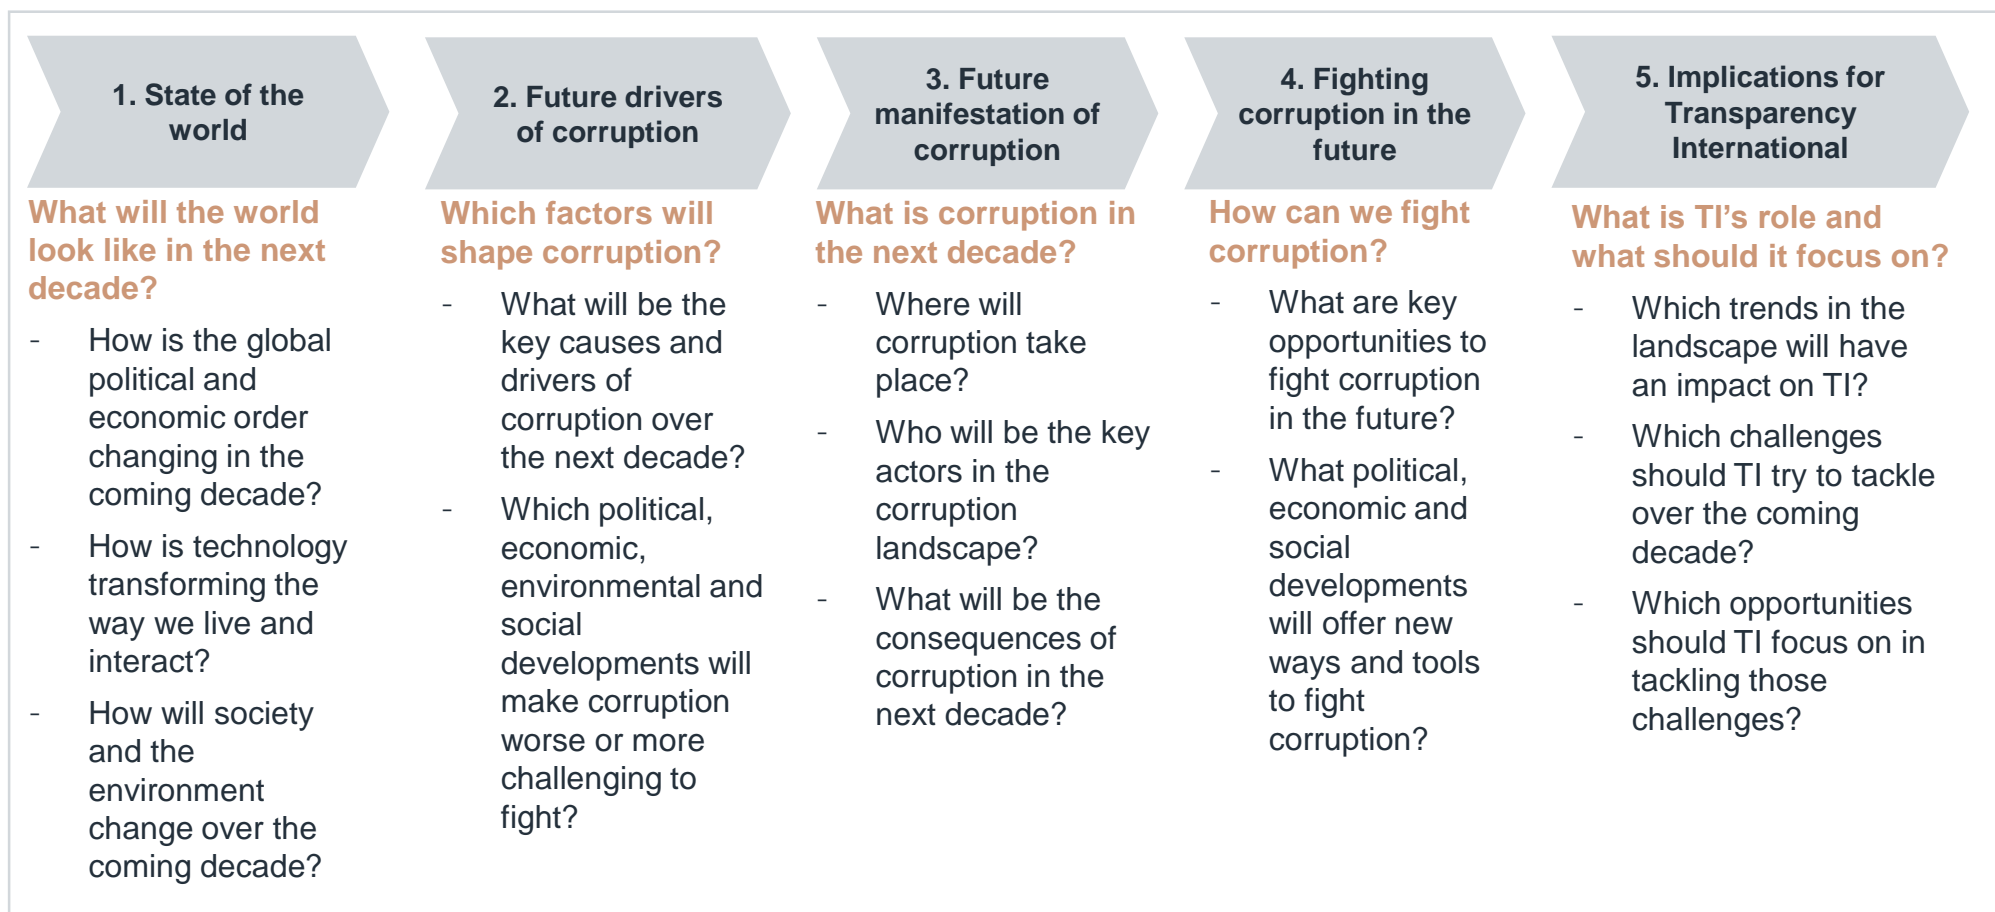 1. State of the
world
What will the world
look like in the next
decade?
- How is the global
political and
economic order
changing in the
coming decade?
- How is technology
transforming the
way we live and
interact?
- How will society
and the
environment
change over the
coming decade?
2. Future drivers
of corruption
Which factors will
shape corruption?
- What will be the
key causes and
drivers of
corruption over
the next decade?
- Which political,
economic,
environmental and
social
developments will
make corruption
worse or more
challenging to
fight?
3. Future
manifestation of
corruption
What is corruption in
the next decade?
- Where will
corruption take
place?
- Who will be the key
actors in the
corruption
landscape?
- What will be the
consequences of
corruption in the
next decade?
4. Fighting
corruption in the
future
How can we fight
corruption?
- What are key
opportunities to
fight corruption
in the future?
- What political,
economic and
social
developments
will offer new
ways and tools
to fight
corruption?
5. Implications for
Transparency
International
What is TI's role and
what should it focus on?
- Which trends in the
landscape will have
an impact on TI?
- Which challenges
should TI try to tackle
over the coming
decade?
- Which opportunities
should TI focus on in
tackling those
challenges?